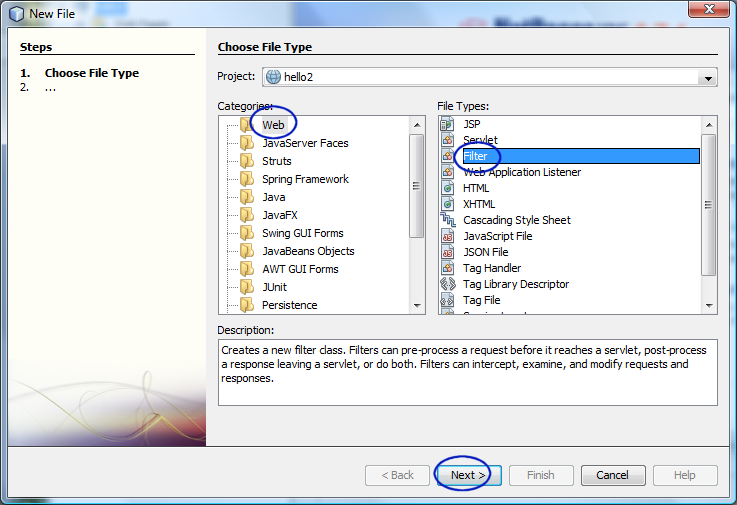 New File
Steps
1. Choose File Type
2. ...
Choose File Type
Project: hello2
Categories:
Web
JavaServer Faces
Struts
Spring Framework
Java
JavaFX
Swing GUI Forms
JavaBeans Objects
AWT GUI Forms
JUnit
Persistence
File Types:
JSP
Servlet
Filter
Web Application Listener
HTML
XHTML
Cascading Style Sheet
JavaScript File
JSON File
Tag Handler
Tag Library Descriptor
Tag File
Description:
Creates a new filter class. Filters can pre-process a request before it reaches a servlet, post-process
a response leaving a servlet, or do both. Filters can intercept, examine, and modify requests and
responses.
< Back
Next >
Finish
Cancel
Help